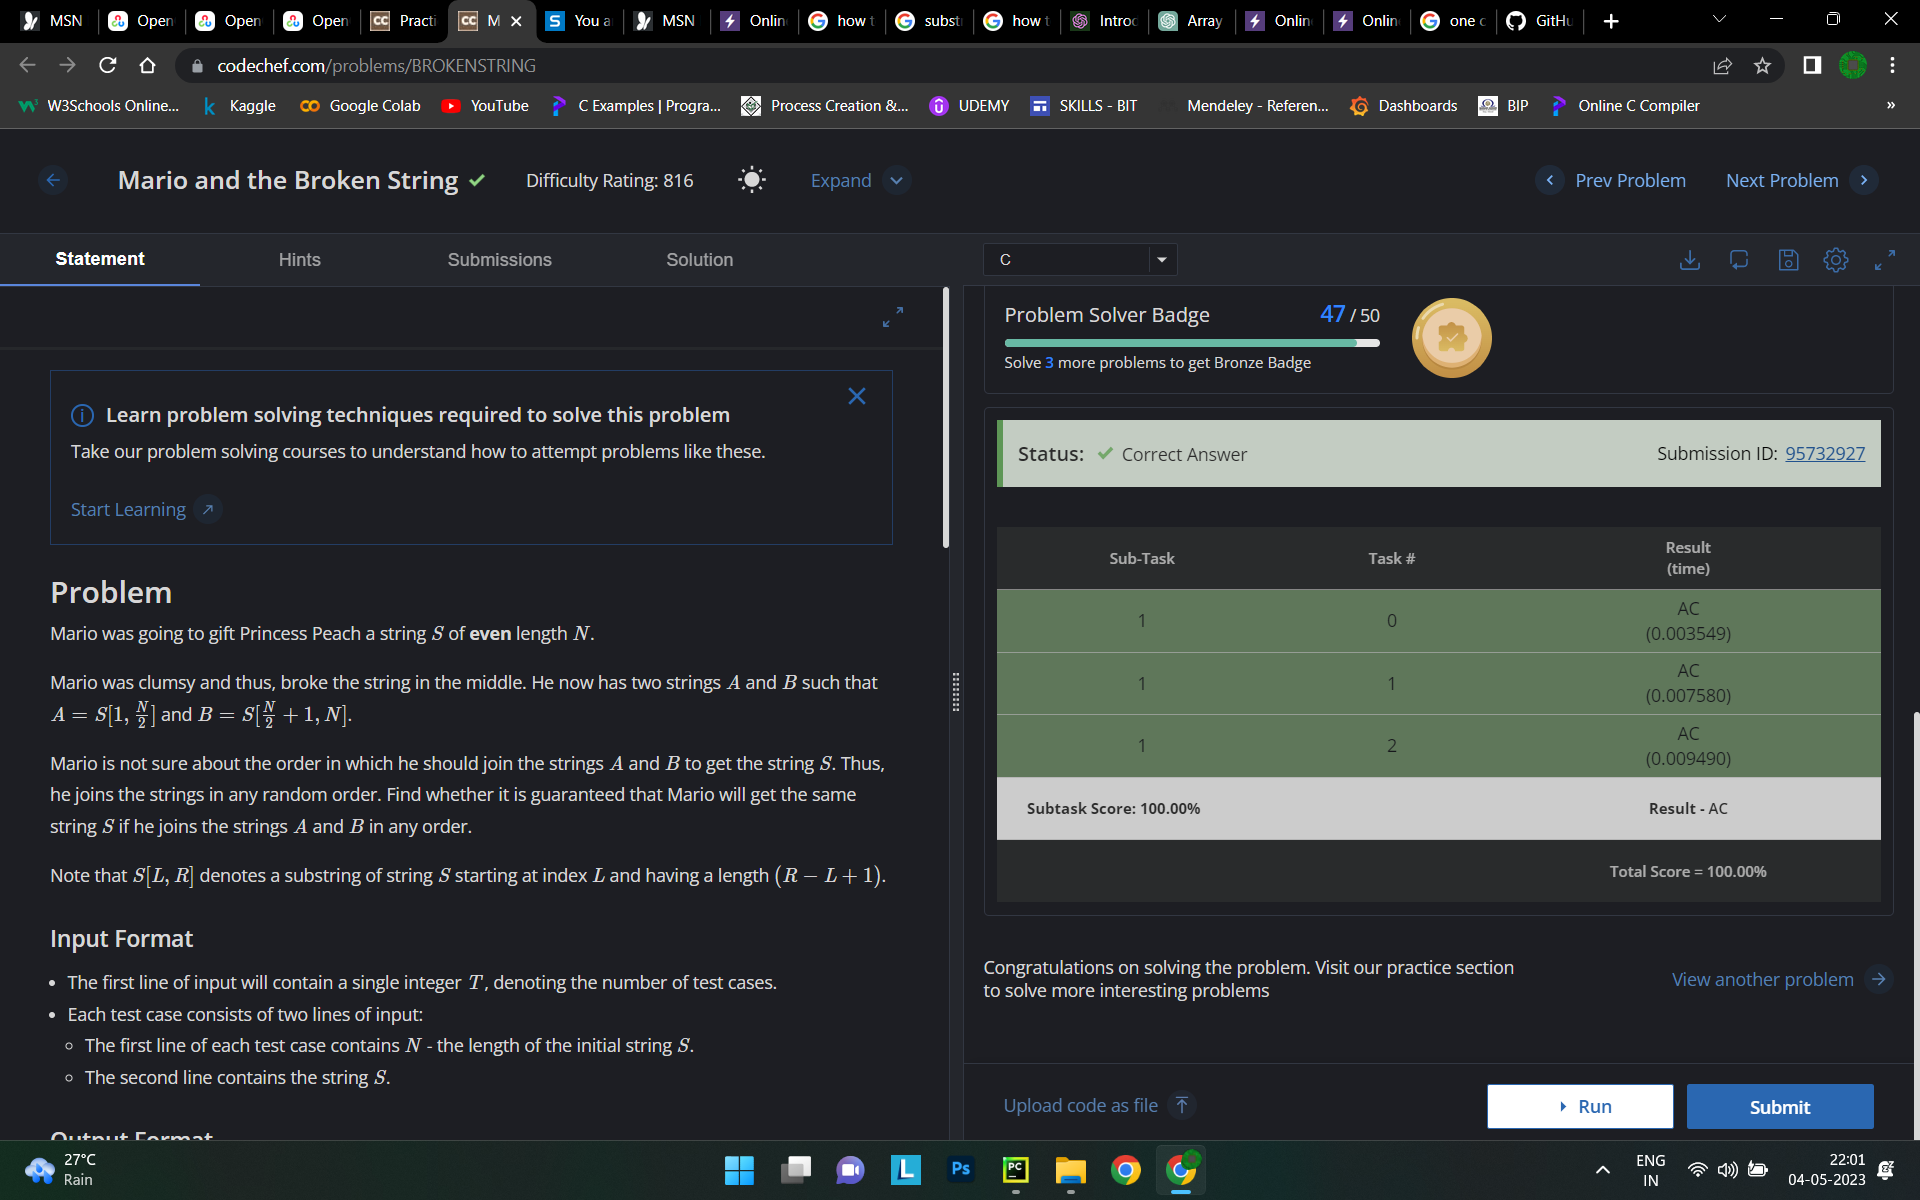 MSN
Open
Open
Open
Practi
M
You a
MSN
Onlin
how t
substr
how t
Introd
Array
Onlin
Onlin
one c
GitHu
codechef.com/problems/BROKENSTRING
W3Schools Online...
Kaggle
Google Colab
YouTube
C Examples | Progra...
Process Creation &...
UDEMY
SKILLS - BIT
Mendeley - Referen...
Dashboards
BIP
Online C Compiler
»
Mario and the Broken String
Difficulty Rating: 816
Expand
Prev Problem
Next Problem
Statement
Hints
Submissions
Solution
C
Learn problem solving techniques required to solve this problem
Take our problem solving courses to understand how to attempt problems like these.
Start Learning
Problem
Mario was going to gift Princess Peach a string S of even length N.
Mario was clumsy and thus, broke the string in the middle. He now has two strings A and B such that
A = S[1, N/2] and B = S[N/2 + 1, N].
Mario is not sure about the order in which he should join the strings A and B to get the string S. Thus,
he joins the strings in any random order. Find whether it is guaranteed that Mario will get the same
string S if he joins the strings A and B in any order.
Note that S[L, R] denotes a substring of string S starting at index L and having a length (R − L + 1).
Input Format
• The first line of input will contain a single integer T, denoting the number of test cases.
• Each test case consists of two lines of input:
◦ The first line of each test case contains N - the length of the initial string S.
◦ The second line contains the string S.
Output Format
Problem Solver Badge
47 / 50
Solve 3 more problems to get Bronze Badge
Status: Correct Answer
Submission ID: 95732927
Sub-Task
Task #
Result
(time)
1
0
AC
(0.003549)
1
1
AC
(0.007580)
1
2
AC
(0.009490)
Subtask Score: 100.00%
Result - AC
Total Score = 100.00%
Congratulations on solving the problem. Visit our practice section
to solve more interesting problems
View another problem
Upload code as file
Run
Submit
27°C
Rain
L
Ps
PC
ENG
IN
22:01
04-05-2023